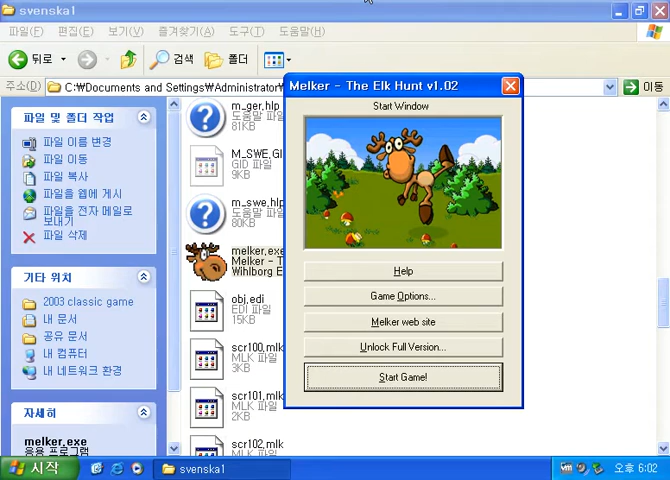 svenska1
파일(F) 편집(E) 보기(V) 즐겨찾기(A) 도구(T) 도움말(H)
뒤로 검색 폴더
주소(D) C:₩Documents and Settings₩Administrator₩ 이동
파일 및 폴더 작업
파일 이름 변경
파일 이동
파일 복사
파일을 웹에 게시
파일을 전자 메일로
보내기
파일 삭제
기타 위치
2003 classic game
내 문서
공유 문서
내 컴퓨터
내 네트워크 환경
자세히
melker,exe
응용 프로그램
m_ger,hlp
도움말 파일
81KB
M_SWE,GI
GID 파일
9KB
m_swe,hlp
도움말 파일
80KB
melker,exe
Melker - T
Wihlborg E
obj,edi
EDI 파일
15KB
scr100,mlk
MLK 파일
3KB
scr101,mlk
MLK 파일
2KB
scr102,mlk
MLK 파일
Melker - The Elk Hunt v1.02
Start Window
Help
Game Options...
Melker web site
Unlock Full Version...
Start Game!
시작 svenska1 오후 6:02